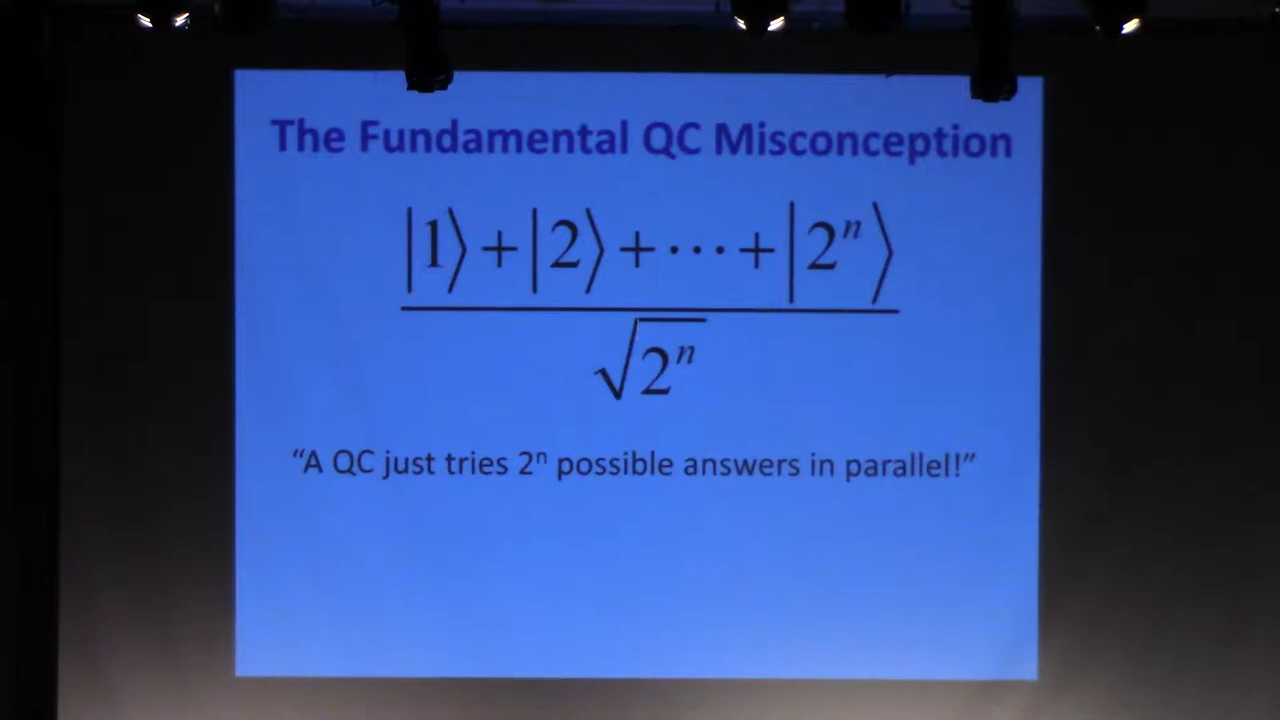 The Fundamental QC Misconception
|1⟩+|2⟩+⋯+|2ⁿ⟩
√2ⁿ
“A QC just tries 2ⁿ possible answers in parallel!”